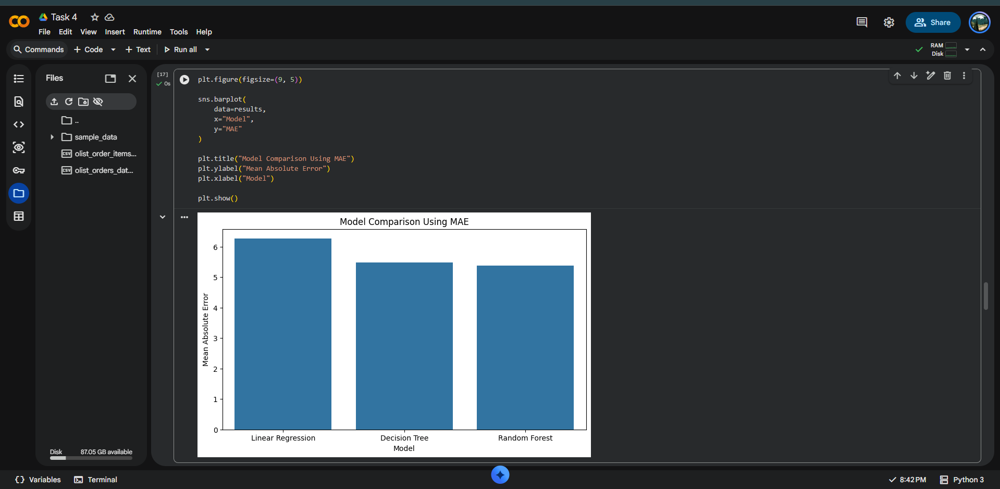 Task 4
File Edit View Insert Runtime Tools Help
Share
Commands + Code + Text Run all
RAM
Disk
Files
..
sample_data
olist_order_items...
olist_orders_dat...
Disk 87.05 GB available
[17]
0s
plt.figure(figsize=(9, 5))
sns.barplot(
data=results,
x="Model",
y="MAE"
)
plt.title("Model Comparison Using MAE")
plt.ylabel("Mean Absolute Error")
plt.xlabel("Model")
plt.show()
Model Comparison Using MAE
Mean Absolute Error
6
5
4
3
2
1
0
Linear Regression Decision Tree Random Forest
Model
{} Variables Terminal
8:42 PM Python 3